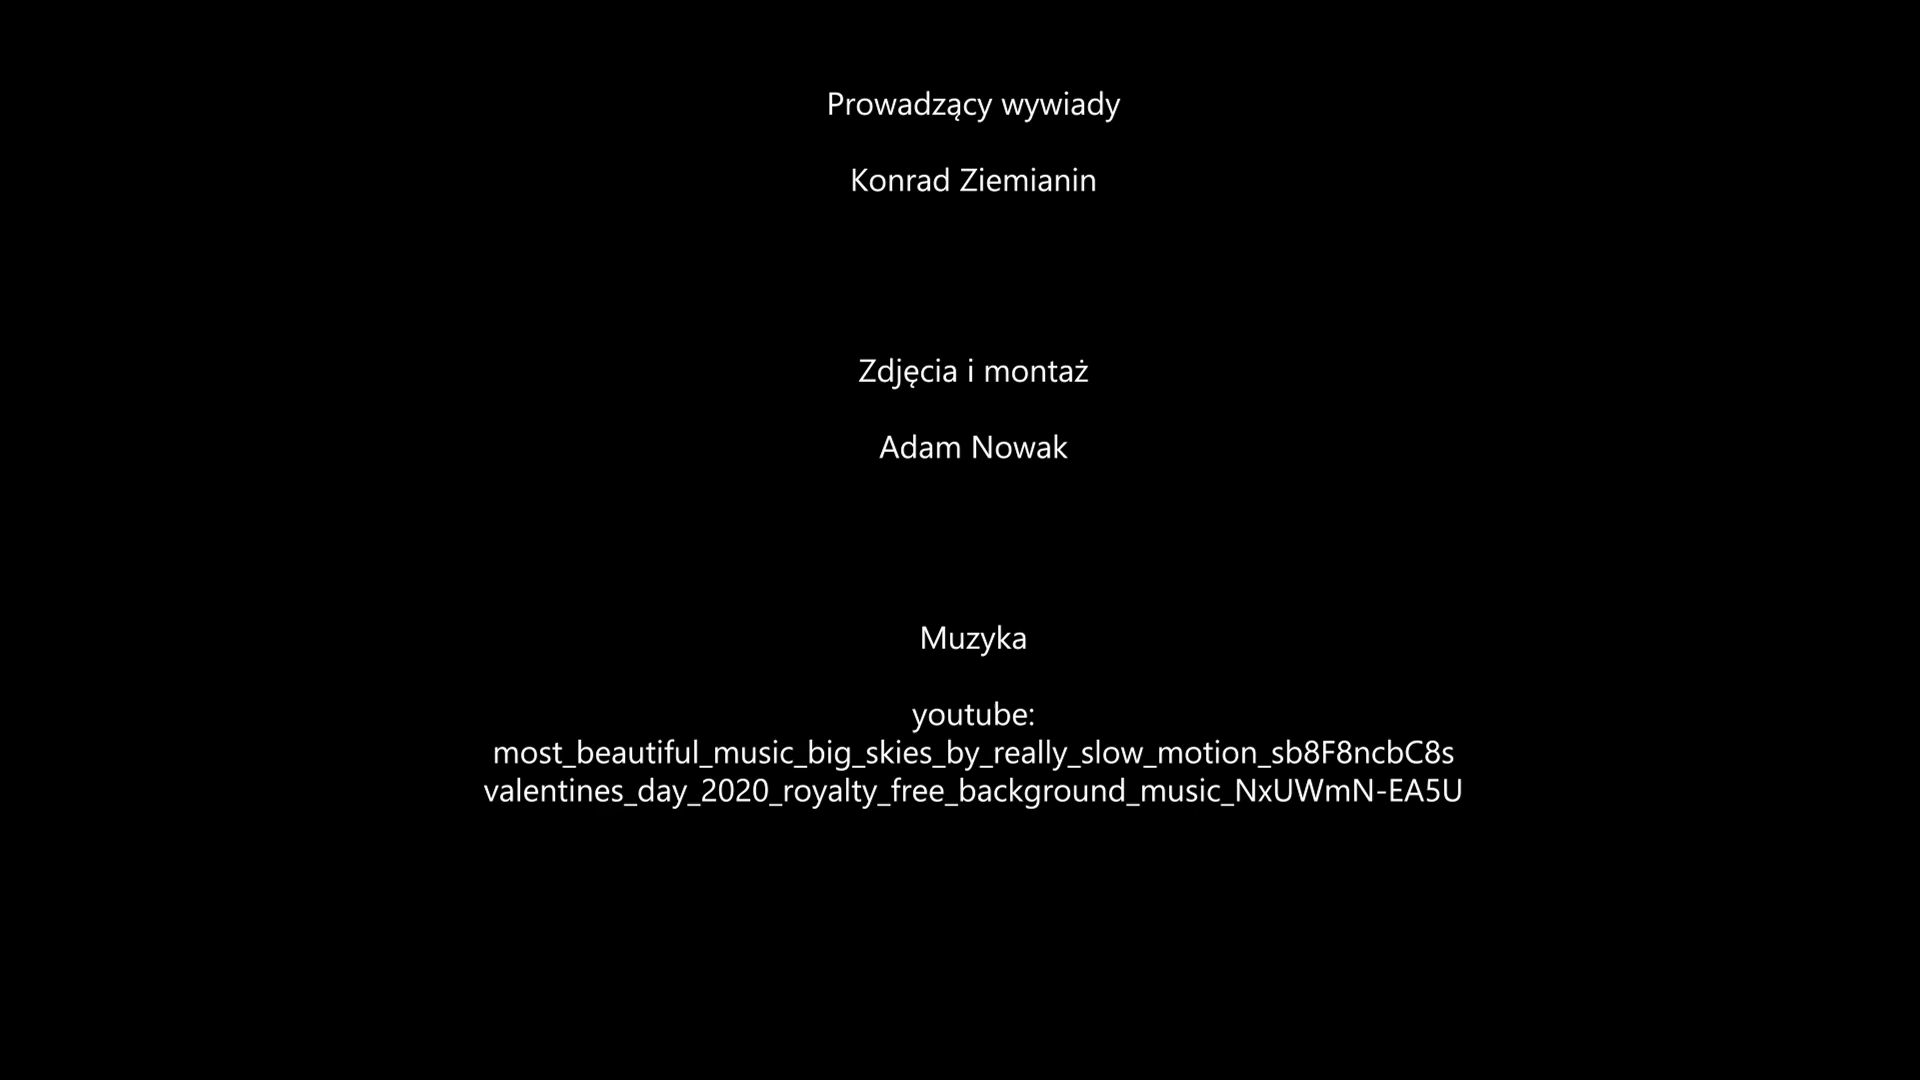 Prowadzący wywiady
Konrad Ziemianin
Zdjęcia i montaż
Adam Nowak
Muzyka
youtube:
most_beautiful_music_big_skies_by_really_slow_motion_sb8F8ncbC8s
valentines_day_2020_royalty_free_background_music_NxUWmN-EA5U